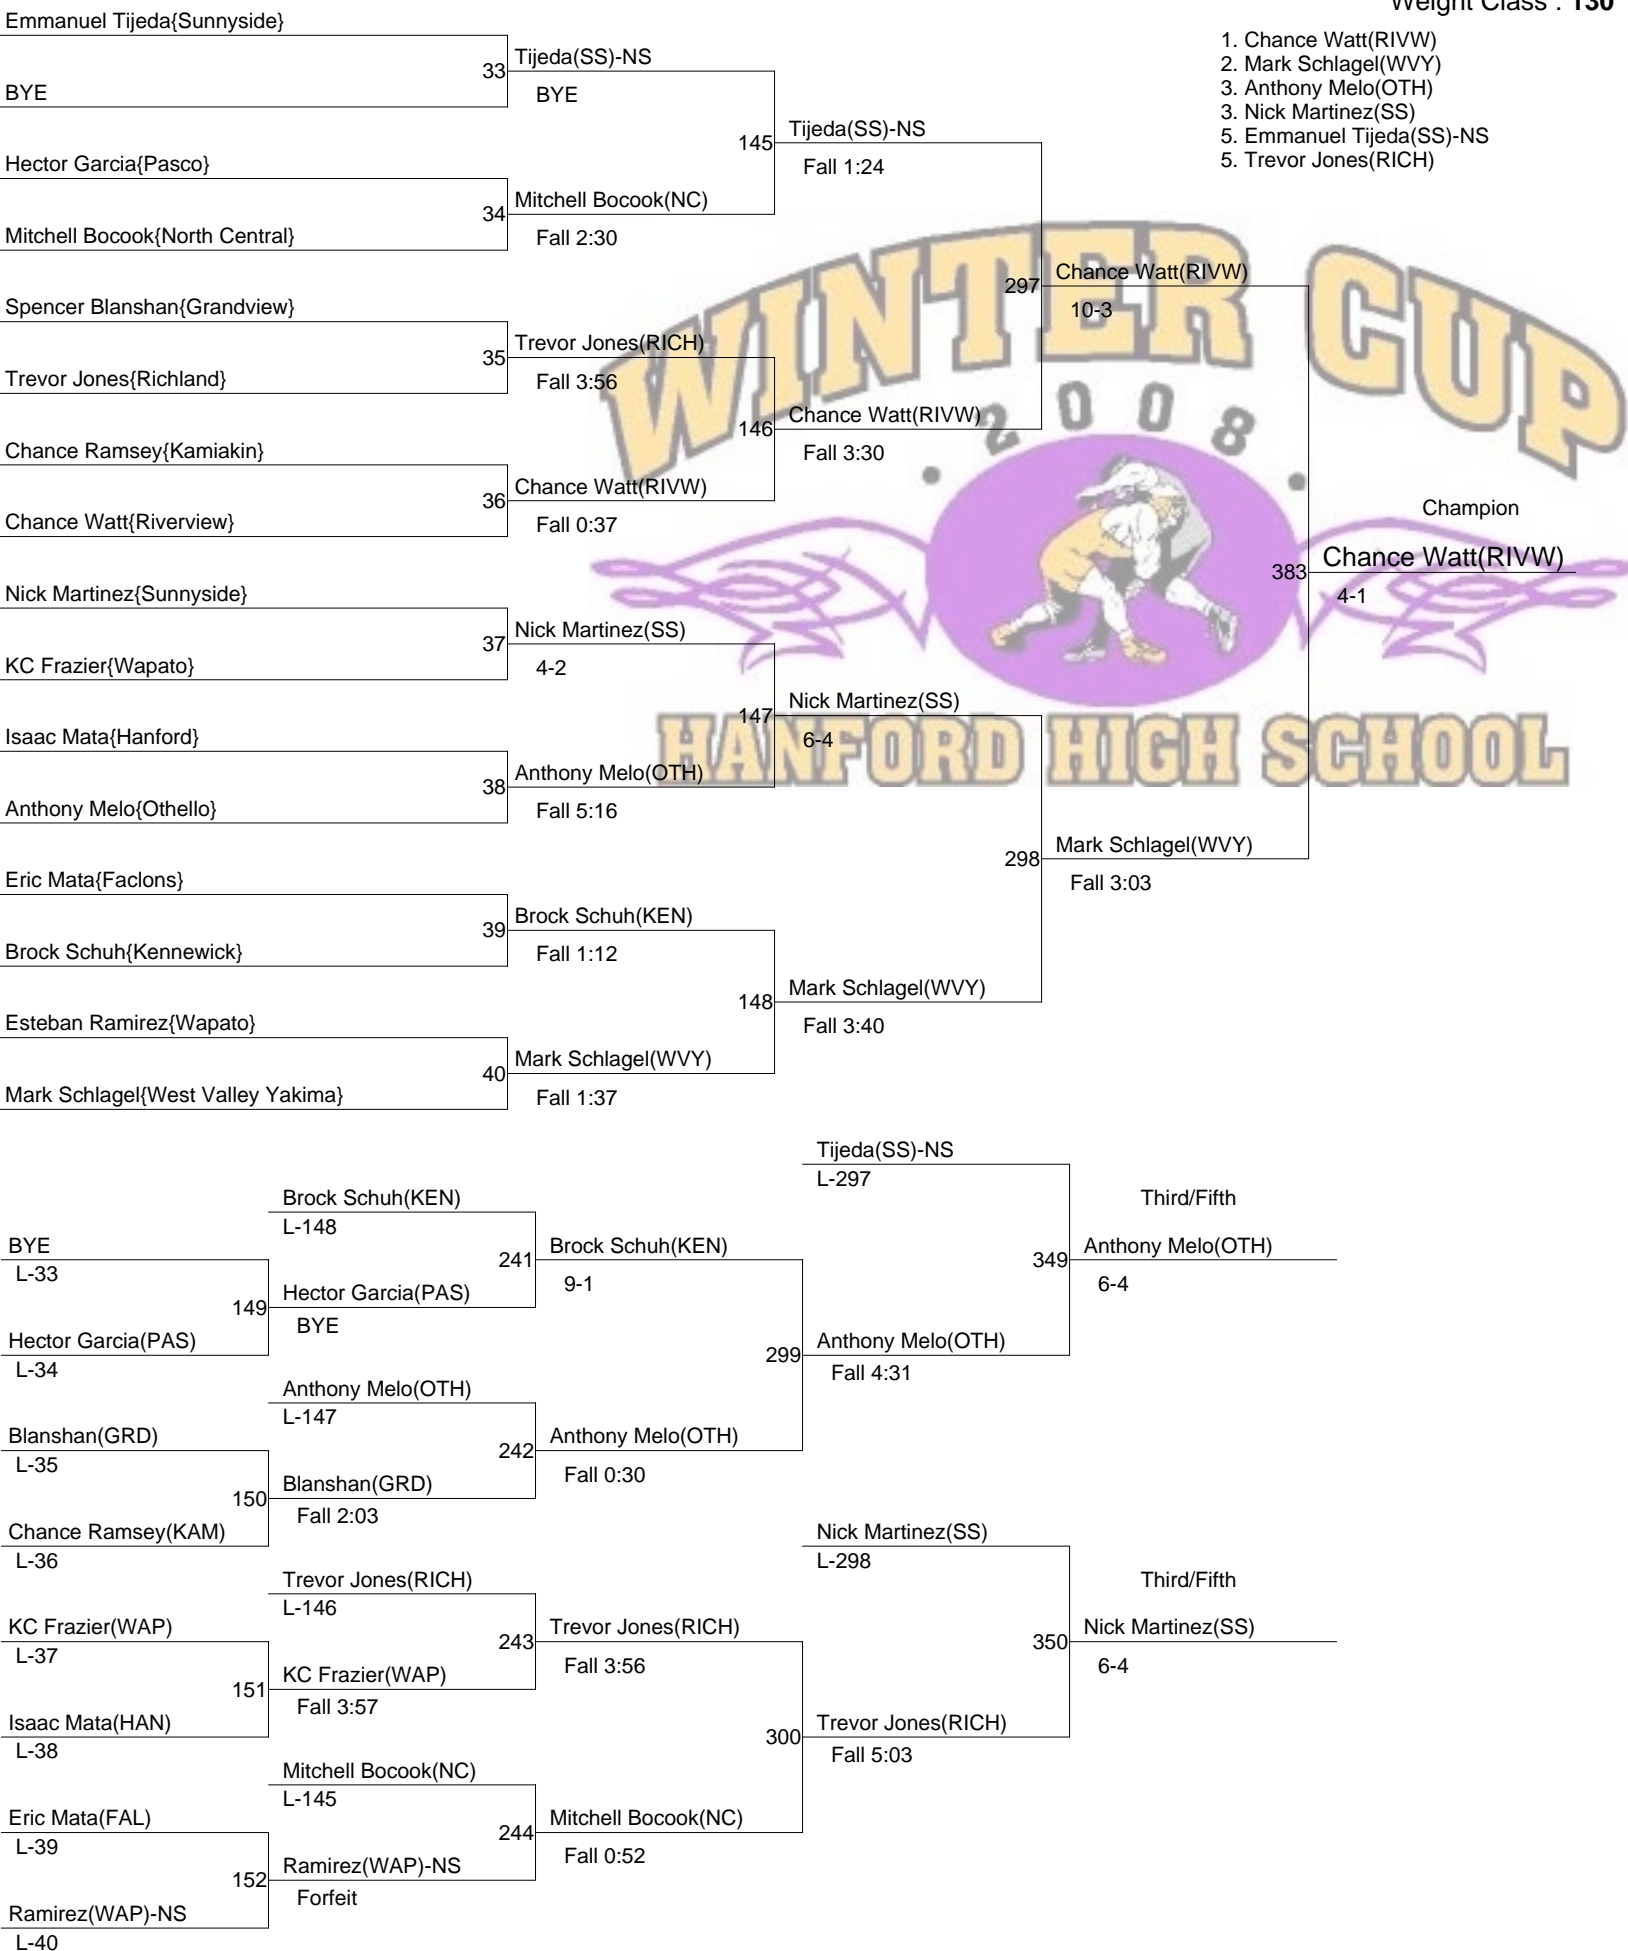 Weight Class : 130
1. Chance Watt(RIVW)
2. Mark Schlagel(WVY)
3. Anthony Melo(OTH)
3. Nick Martinez(SS)
5. Emmanuel Tijeda(SS)-NS
5. Trevor Jones(RICH)
WINTER CUP
2008
HANFORD HIGH SCHOOL
Emmanuel Tijeda{Sunnyside}
33
Tijeda(SS)-NS
BYE
BYE
145
Tijeda(SS)-NS
Fall 1:24
Hector Garcia{Pasco}
34
Mitchell Bocook(NC)
Mitchell Bocook{North Central}
Fall 2:30
297
Chance Watt(RIVW)
10-3
Spencer Blanshan{Grandview}
35
Trevor Jones(RICH)
Trevor Jones{Richland}
Fall 3:56
146
Chance Watt(RIVW)
Fall 3:30
Chance Ramsey{Kamiakin}
36
Chance Watt(RIVW)
Chance Watt{Riverview}
Fall 0:37
Champion
383
Chance Watt(RIVW)
4-1
Nick Martinez{Sunnyside}
37
Nick Martinez(SS)
KC Frazier{Wapato}
4-2
147
Nick Martinez(SS)
6-4
Isaac Mata{Hanford}
38
Anthony Melo(OTH)
Anthony Melo{Othello}
Fall 5:16
298
Mark Schlagel(WVY)
Fall 3:03
Eric Mata{Faclons}
39
Brock Schuh(KEN)
Brock Schuh{Kennewick}
Fall 1:12
148
Mark Schlagel(WVY)
Fall 3:40
Esteban Ramirez{Wapato}
40
Mark Schlagel(WVY)
Mark Schlagel{West Valley Yakima}
Fall 1:37
Tijeda(SS)-NS
L-297
Brock Schuh(KEN)
L-148
Third/Fifth
BYE
L-33
241
Brock Schuh(KEN)
9-1
349
Anthony Melo(OTH)
6-4
149
Hector Garcia(PAS)
BYE
Hector Garcia(PAS)
L-34
299
Anthony Melo(OTH)
Fall 4:31
Anthony Melo(OTH)
L-147
Blanshan(GRD)
L-35
242
Anthony Melo(OTH)
Fall 0:30
150
Blanshan(GRD)
Fall 2:03
Chance Ramsey(KAM)
L-36
Nick Martinez(SS)
L-298
Trevor Jones(RICH)
L-146
Third/Fifth
KC Frazier(WAP)
L-37
243
Trevor Jones(RICH)
Fall 3:56
350
Nick Martinez(SS)
6-4
151
KC Frazier(WAP)
Fall 3:57
Isaac Mata(HAN)
L-38
300
Trevor Jones(RICH)
Fall 5:03
Mitchell Bocook(NC)
L-145
Eric Mata(FAL)
L-39
244
Mitchell Bocook(NC)
Fall 0:52
152
Ramirez(WAP)-NS
Forfeit
Ramirez(WAP)-NS
L-40